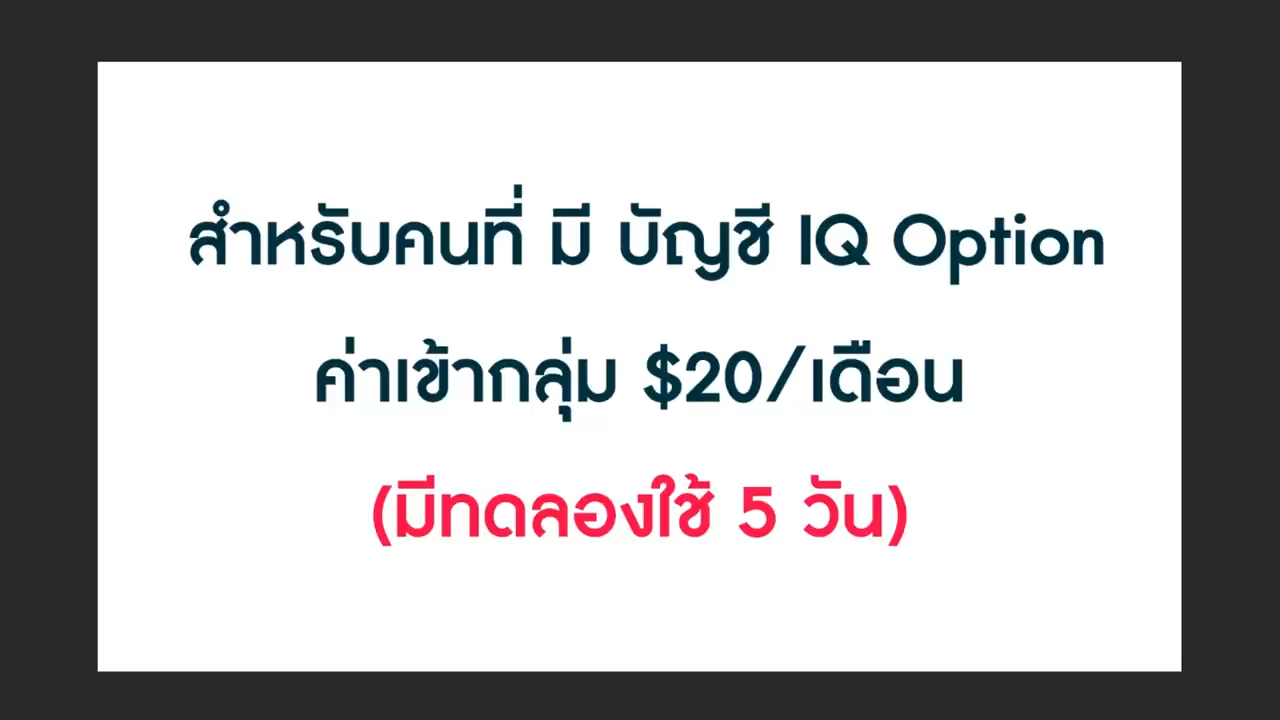 สำหรับคนที่ มี บัญชี IQ Option
ค่าเข้ากลุ่ม $20/เดือน
(มีทดลองใช้ 5 วัน)